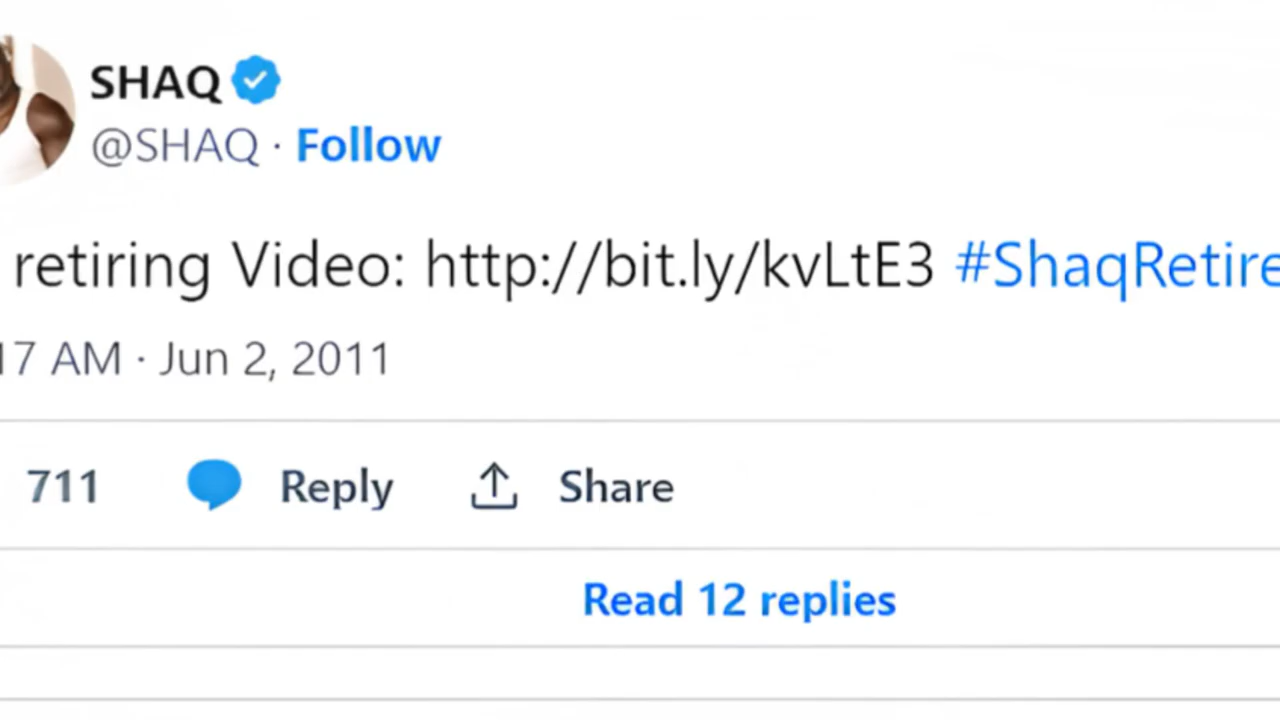 SHAQ
@SHAQ · Follow
retiring Video: http://bit.ly/kvLtE3 #ShaqRetire
17 AM · Jun 2, 2011
711 Reply Share
Read 12 replies